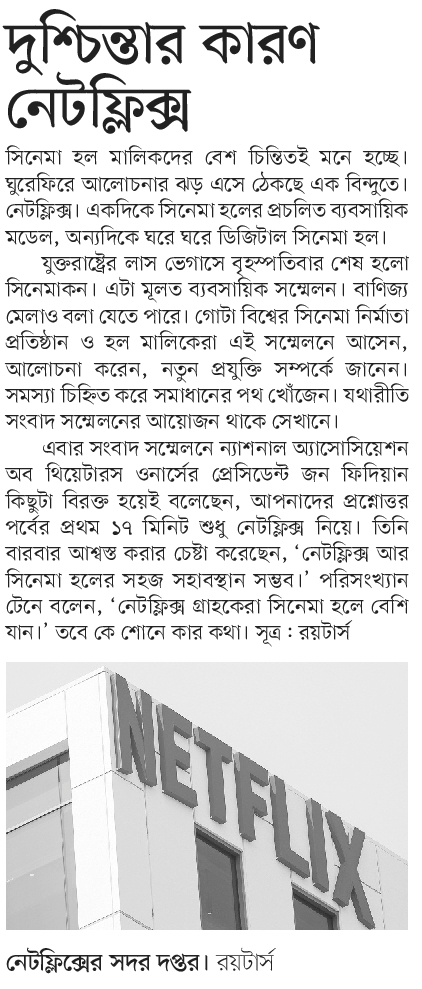 দুশ্চিন্তার কারণ
নেটফ্লিক্স
সিনেমা হল মালিকদের বেশ চিন্তিতই মনে হচ্ছে।
ঘুরেফিরে আলোচনার ঝড় এসে ঠেকছে এক বিন্দুতে।
নেটফ্লিক্স। একদিকে সিনেমা হলের প্রচলিত ব্যবসায়িক
মডেল, অন্যদিকে ঘরে ঘরে ডিজিটাল সিনেমা হল।
যুক্তরাষ্ট্রের লাস ভেগাসে বৃহস্পতিবার শেষ হলো
সিনেমাকন। এটা মূলত ব্যবসায়িক সম্মেলন। বাণিজ্য
মেলাও বলা যেতে পারে। গোটা বিশ্বের সিনেমা নির্মাতা
প্রতিষ্ঠান ও হল মালিকেরা এই সম্মেলনে আসেন,
আলোচনা করেন, নতুন প্রযুক্তি সম্পর্কে জানেন।
সমস্যা চিহ্নিত করে সমাধানের পথ খোঁজেন। যথারীতি
সংবাদ সম্মেলনের আয়োজন থাকে সেখানে।
এবার সংবাদ সম্মেলনে ন্যাশনাল অ্যাসোসিয়েশন
অব থিয়েটারস ওনার্সের প্রেসিডেন্ট জন ফিদিয়ান
কিছুটা বিরক্ত হয়েই বলেছেন, আপনাদের প্রশ্নোত্তর
পর্বের প্রথম ১৭ মিনিট শুধু নেটফ্লিক্স নিয়ে। তিনি
বারবার আশ্বস্ত করার চেষ্টা করেছেন, ‘নেটফ্লিক্স আর
সিনেমা হলের সহজ সহাবস্থান সম্ভব।’ পরিসংখ্যান
টেনে বলেন, ‘নেটফ্লিক্স গ্রাহকেরা সিনেমা হলে বেশি
যান।’ তবে কে শোনে কার কথা। সূত্র : রয়টার্স
NETFLIX
নেটফ্লিক্সের সদর দপ্তর। রয়টার্স